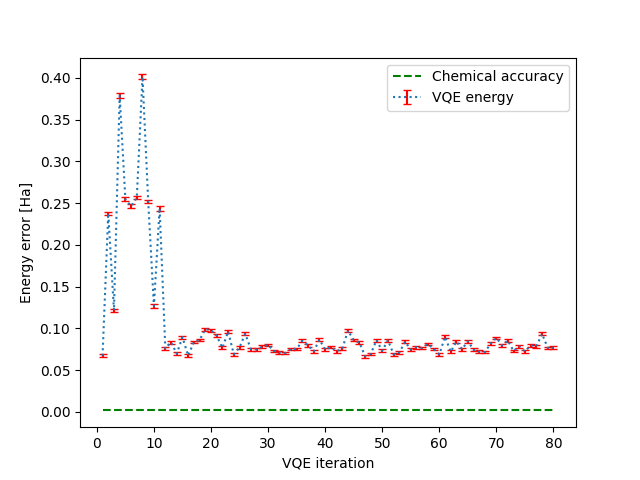 Chemical accuracy
VQE energy
Energy error [Ha]
0.40
0.35
0.30
0.25
0.20
0.15
0.10
0.05
0.00
0 10 20 30 40 50 60 70 80
VQE iteration